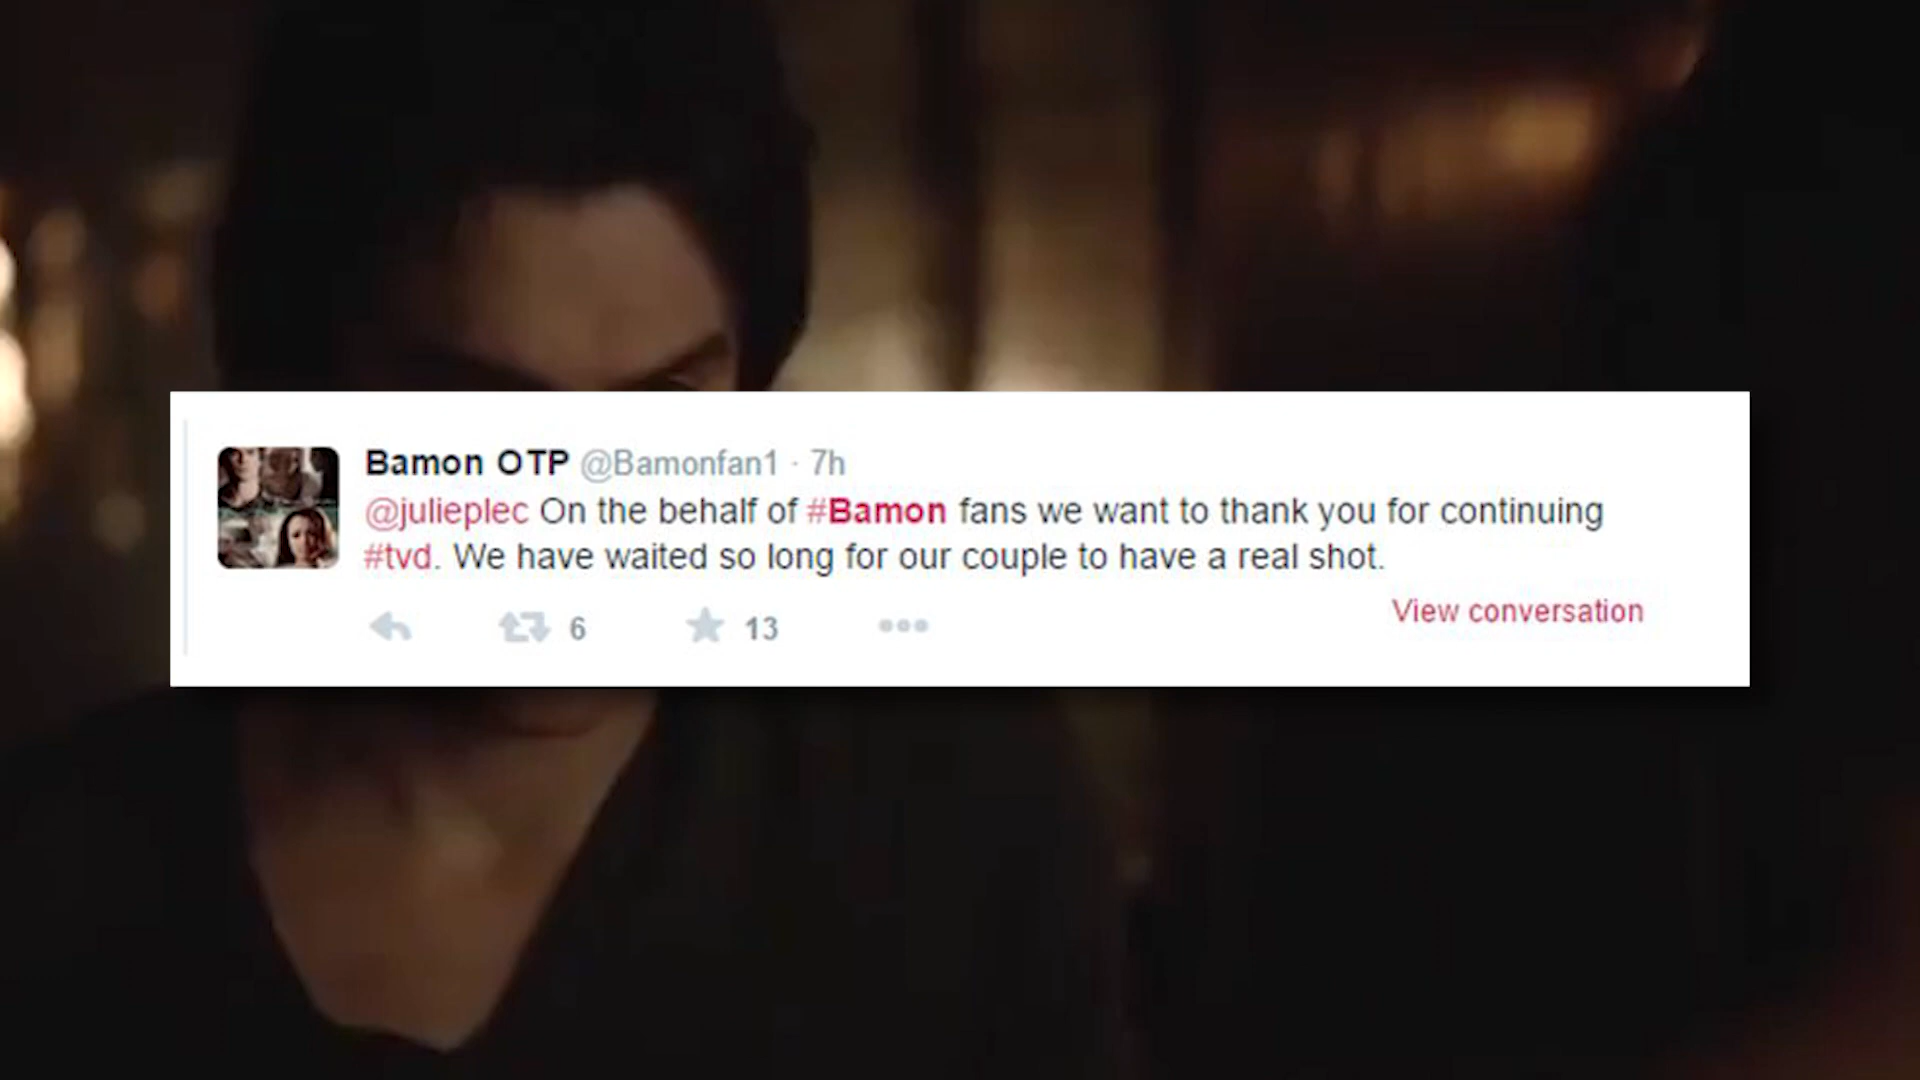 Bamon OTP @Bamonfan1 · 7h
@julieplec On the behalf of #Bamon fans we want to thank you for continuing
#tvd. We have waited so long for our couple to have a real shot.
View conversation
6 13